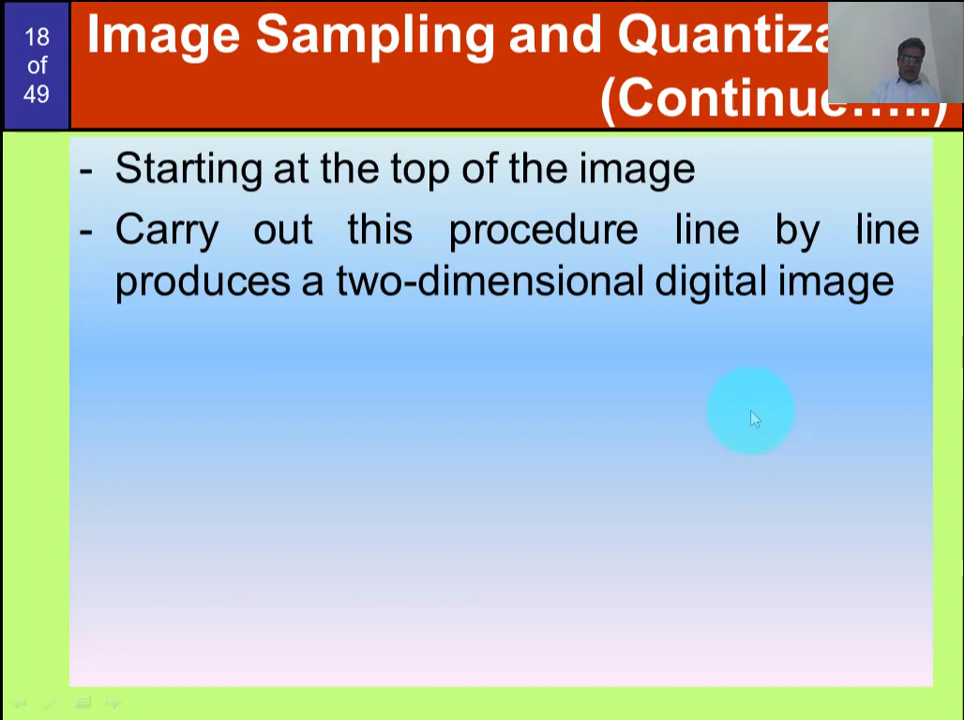 18
of
49
Image Sampling and Quantiza
(Continue…..)
- Starting at the top of the image
- Carry out this procedure line by line
produces a two-dimensional digital image